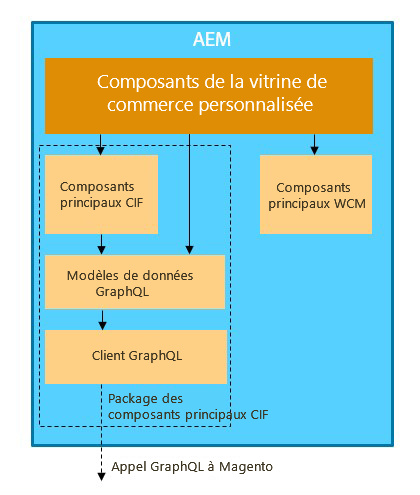 AEM
Composants de la vitrine de
commerce personnalisée
Composants
principaux CIF
Composants
principaux WCM
Modèles de données
GraphQL
Client GraphQL
Package des
composants principaux CIF
Appel GraphQL à Magento